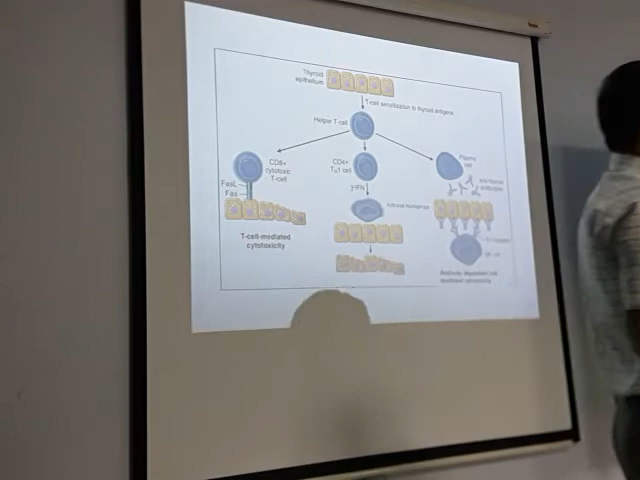 Thyroid
epithelium
T-cell sensitization to thyroid antigens
Helper T-cell
CD8+
cytotoxic
T-cell
FasL
Fas
T-cell-mediated
cytotoxicity
CD4+
TH1 cell
γ-IFN
Activated macrophage
Plasma
cell
Anti-thyroid
antibodies
Antibody-dependent cell
mediated cytotoxicity